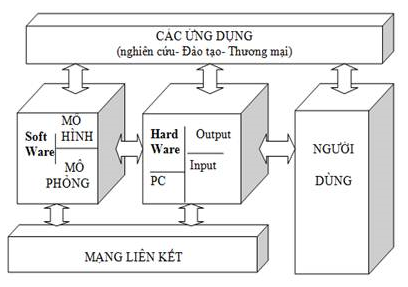 CÁC ỨNG DỤNG
(nghiên cứu- Đảo tạo- Thương mại)
Soft
Ware
MÔ
HÌNH
MÔ
PHỎNG
Hard
Ware
Output
Input
PC
NGƯỜI
DÙNG
MẠNG LIÊN KẾT